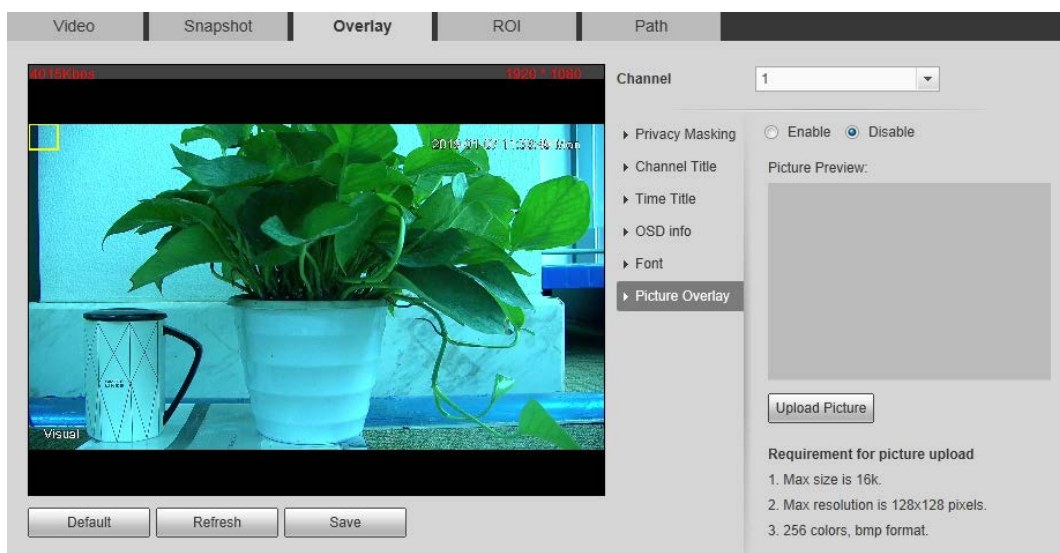 Video Snapshot Overlay ROI Path
4015Kbps 1920 * 1080
Channel 1
Privacy Masking
Channel Title
Time Title
OSD info
Font
Picture Overlay
Enable Disable
Picture Preview:
Visual
Upload Picture
Requirement for picture upload
1. Max size is 16k.
2. Max resolution is 128x128 pixels.
3. 256 colors, bmp format.
Default Refresh Save